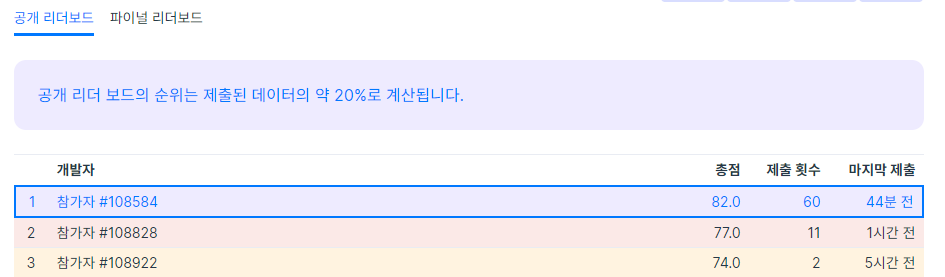 공개 리더보드 파이널 리더보드
공개 리더 보드의 순위는 제출된 데이터의 약 20%로 계산됩니다.
개발자 총점 제출 횟수 마지막 제출
1 참가자 #108584 82.0 60 44분 전
2 참가자 #108828 77.0 11 1시간 전
3 참가자 #108922 74.0 2 5시간 전